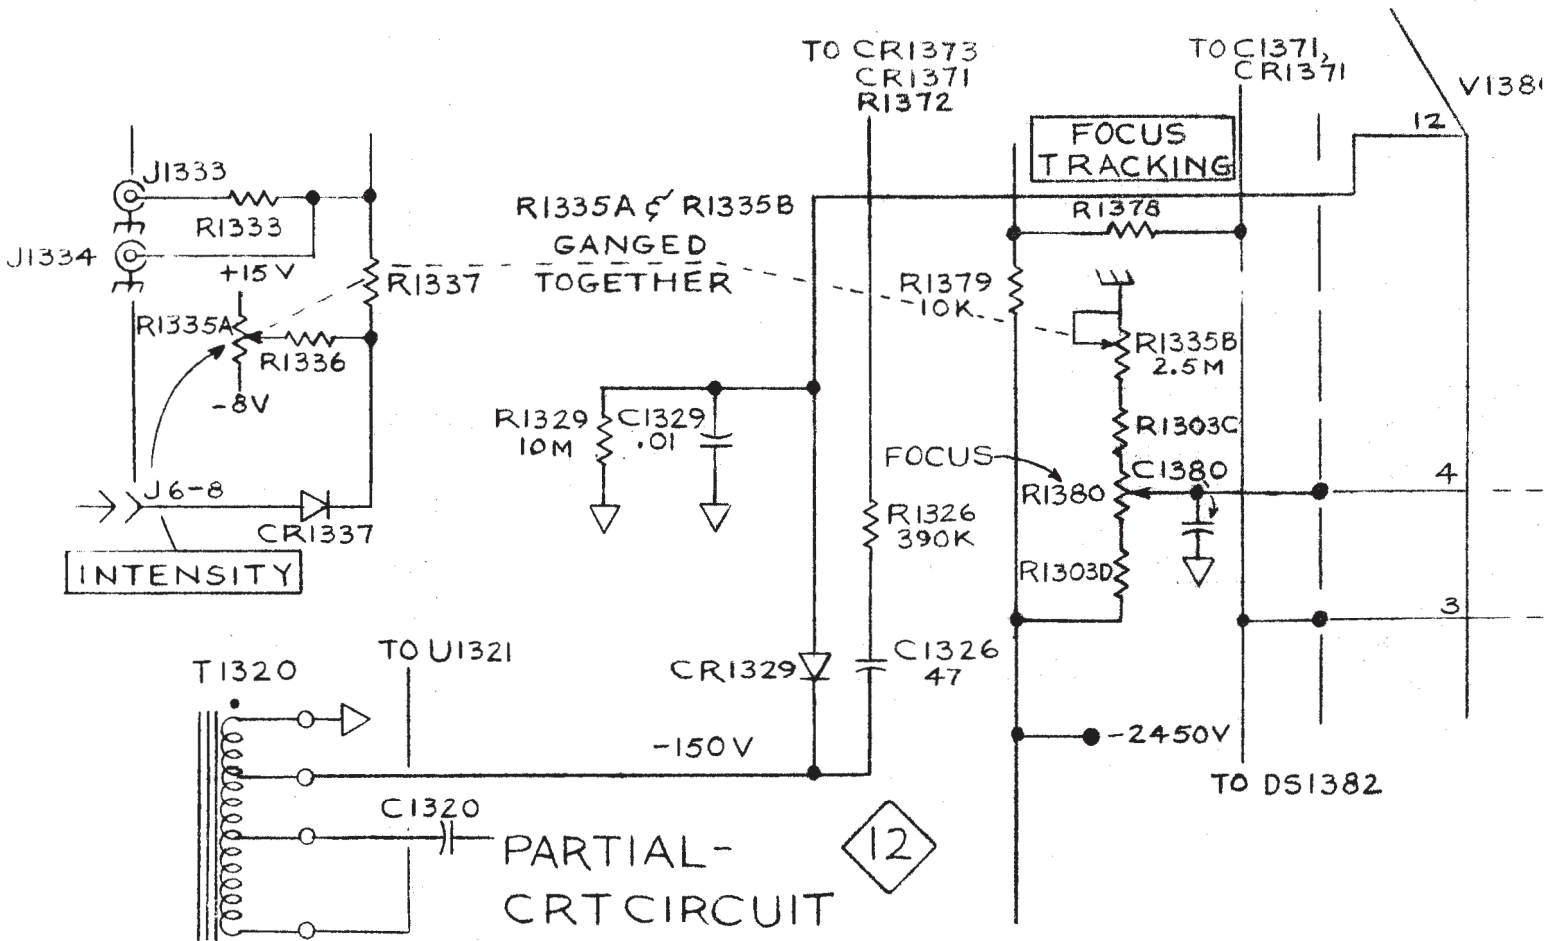 TO CR1373
CR1371
R1372
TO C1371,
CR1371
12
J1333
R1333
J1334
+15V
R1337
R1335A
R1336
-8V
R1335A & R1335B
GANGED
TOGETHER
FOCUS
TRACKING
R1378
R1379
10K
R1335B
2.5M
R1303C
R1329
10M
C1329
.01
FOCUS
R1380
C1380
4
R1326
390K
R1303D
3
J6-8
CR1337
INTENSITY
T1320
TO U1321
CR1329
C1326
47
-150V
-2450V
TO DS1382
C1320
PARTIAL-
CRT CIRCUIT
12